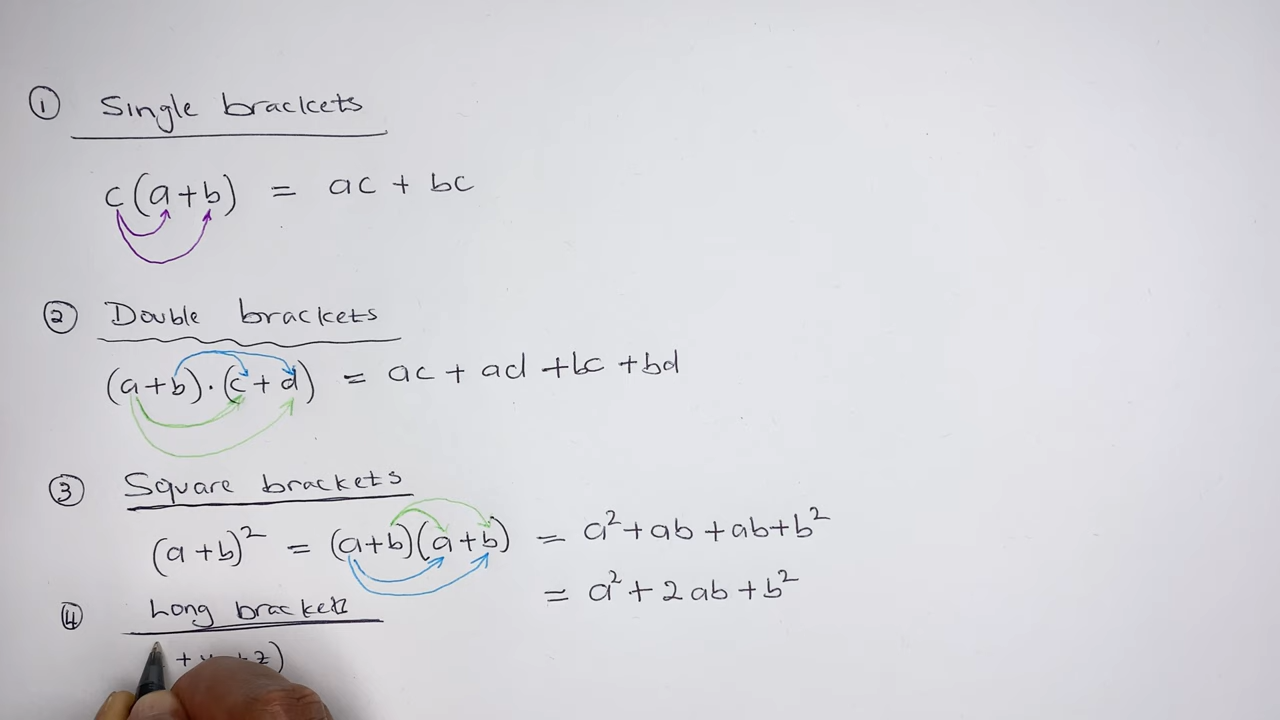 ① Single brackets
c(a+b) = ac + bc
② Double brackets
(a+b)·(c+d) = ac + ad + bc + bd
③ Square brackets
(a+b)² = (a+b)(a+b) = a² + ab + ab + b²
= a² + 2ab + b²
④ Long brackets
+ z)